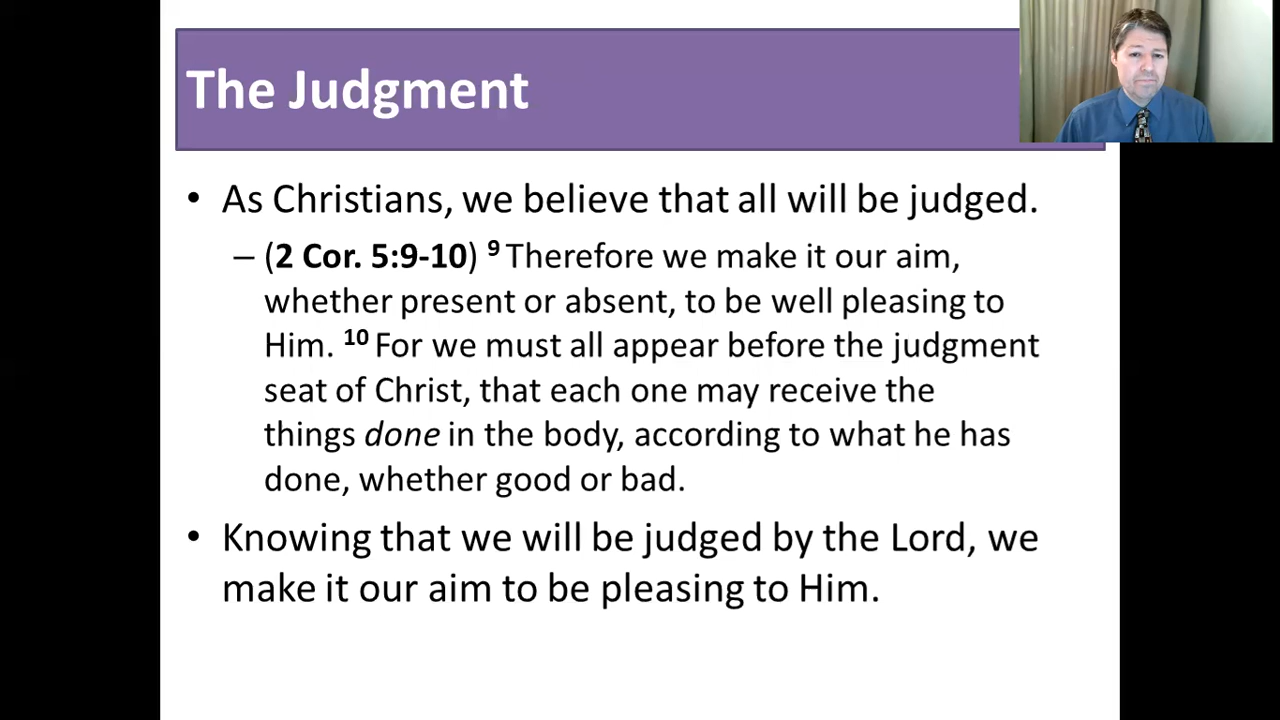 The Judgment
• As Christians, we believe that all will be judged.
– (2 Cor. 5:9-10) 9 Therefore we make it our aim,
whether present or absent, to be well pleasing to
Him. 10 For we must all appear before the judgment
seat of Christ, that each one may receive the
things done in the body, according to what he has
done, whether good or bad.
• Knowing that we will be judged by the Lord, we
make it our aim to be pleasing to Him.